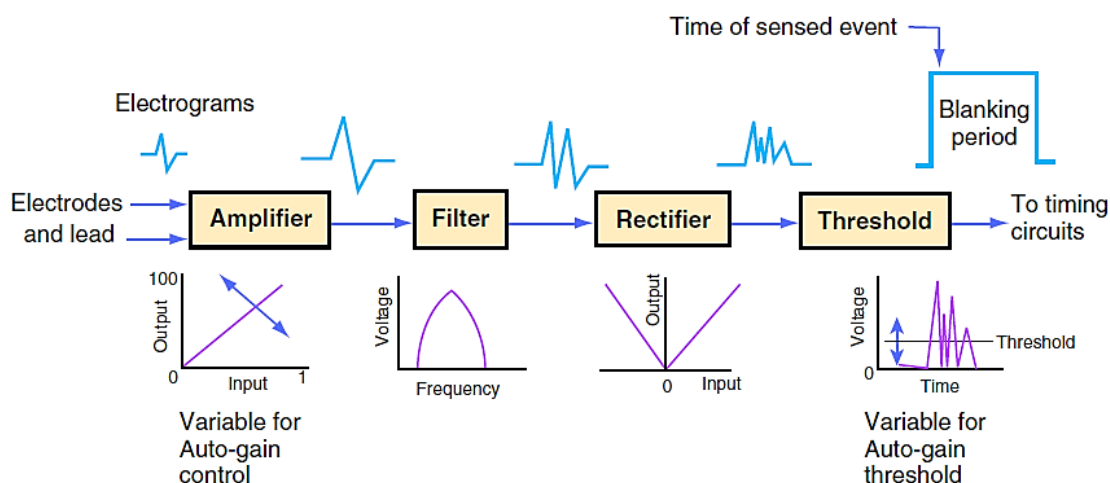 Time of sensed event
Electrograms
Blanking
period
Electrodes
and lead
Amplifier
Filter
Rectifier
Threshold
To timing
circuits
100
Output
0
Input
1
Voltage
Frequency
Output
0
Input
Voltage
0
Threshold
Time
Variable for
Auto-gain
control
Variable for
Auto-gain
threshold